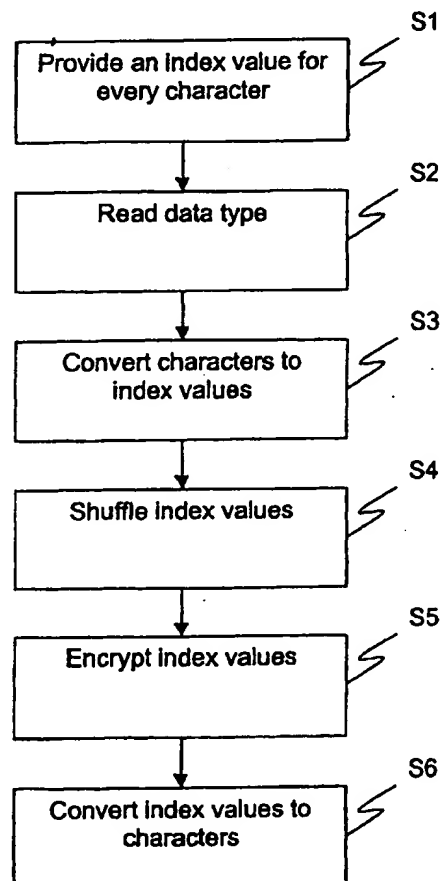 S1
Provide an index value for
every character
S2
Read data type
S3
Convert characters to
index values
S4
Shuffle index values
S5
Encrypt index values
S6
Convert index values to
characters